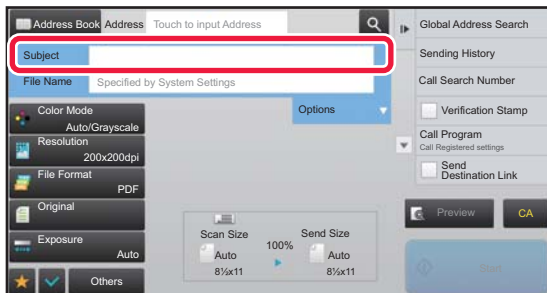 Address Book Address Touch to input Address
Subject
File Name Specified by System Settings
Options
Color Mode
Auto/Grayscale
Resolution
200x200dpi
File Format
PDF
Original
Exposure
Auto
Others
Scan Size
Auto
8½x11
100%
Send Size
Auto
8½x11
Global Address Search
Sending History
Call Search Number
Verification Stamp
Call Program
Call Registered settings
Send
Destination Link
Preview
CA
Start